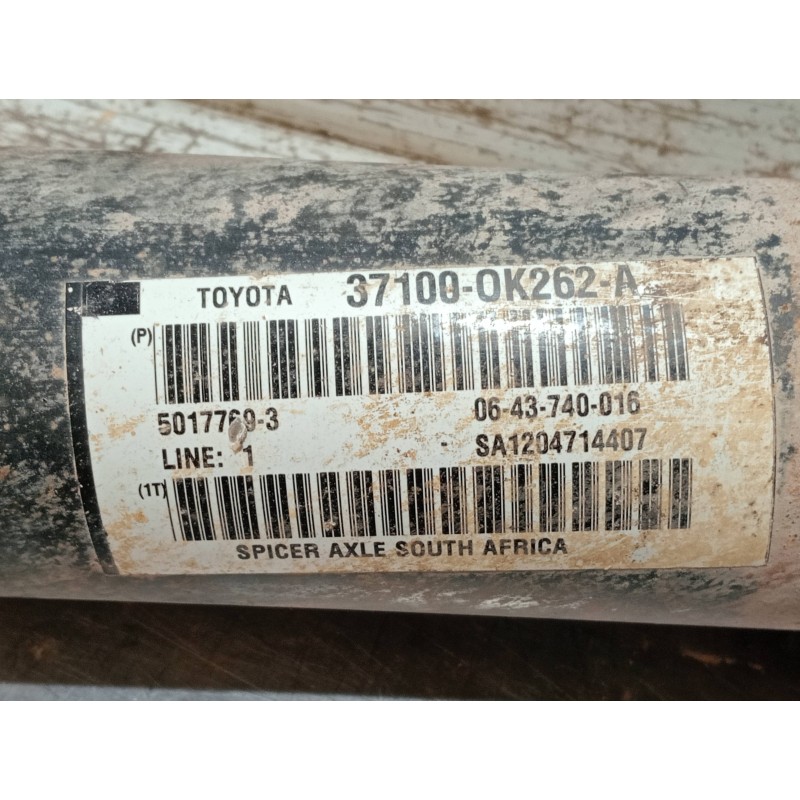 TOYOTA 37100-0K262-A
(P)
5017769-3 06-43-740-016
LINE: 1 SA1204714407
(1T)
SPICER AXLE SOUTH AFRICA